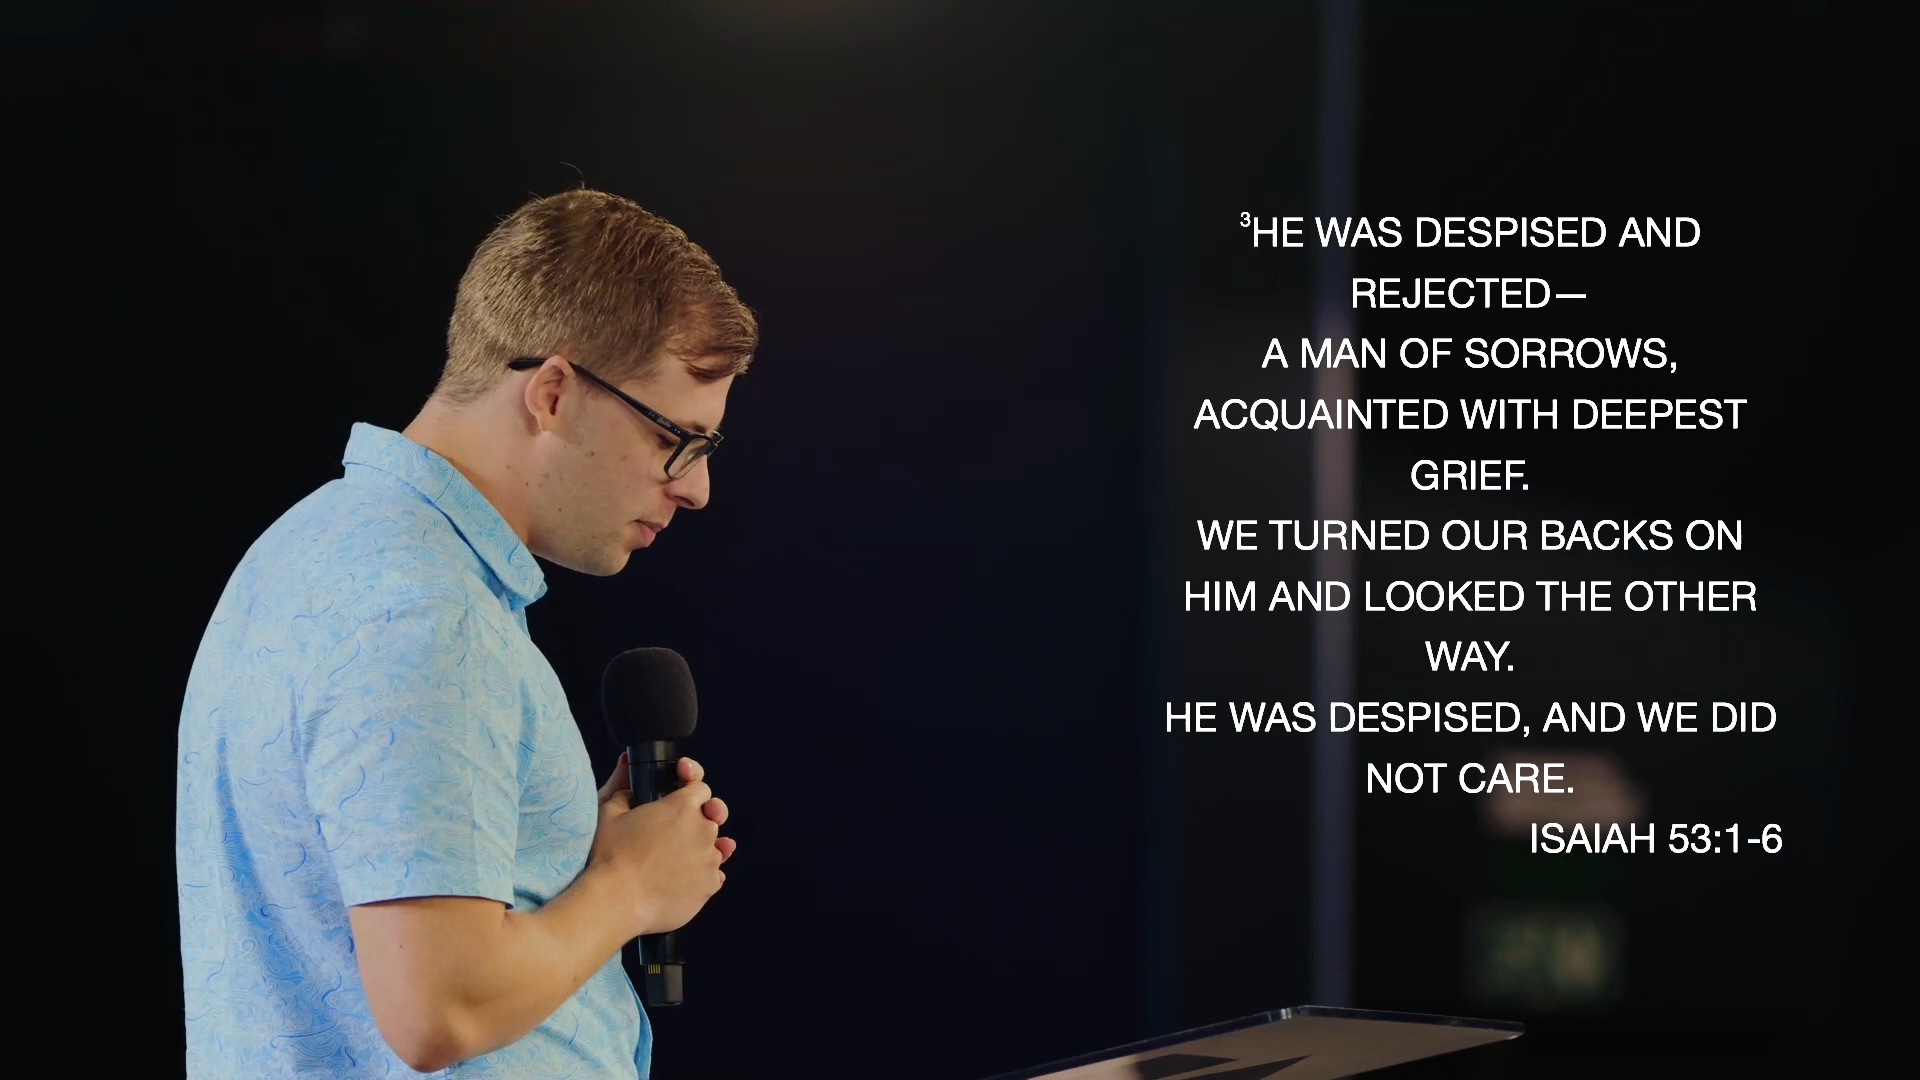 ³HE WAS DESPISED AND
REJECTED—
A MAN OF SORROWS,
ACQUAINTED WITH DEEPEST
GRIEF.
WE TURNED OUR BACKS ON
HIM AND LOOKED THE OTHER
WAY.
HE WAS DESPISED, AND WE DID
NOT CARE.
ISAIAH 53:1-6